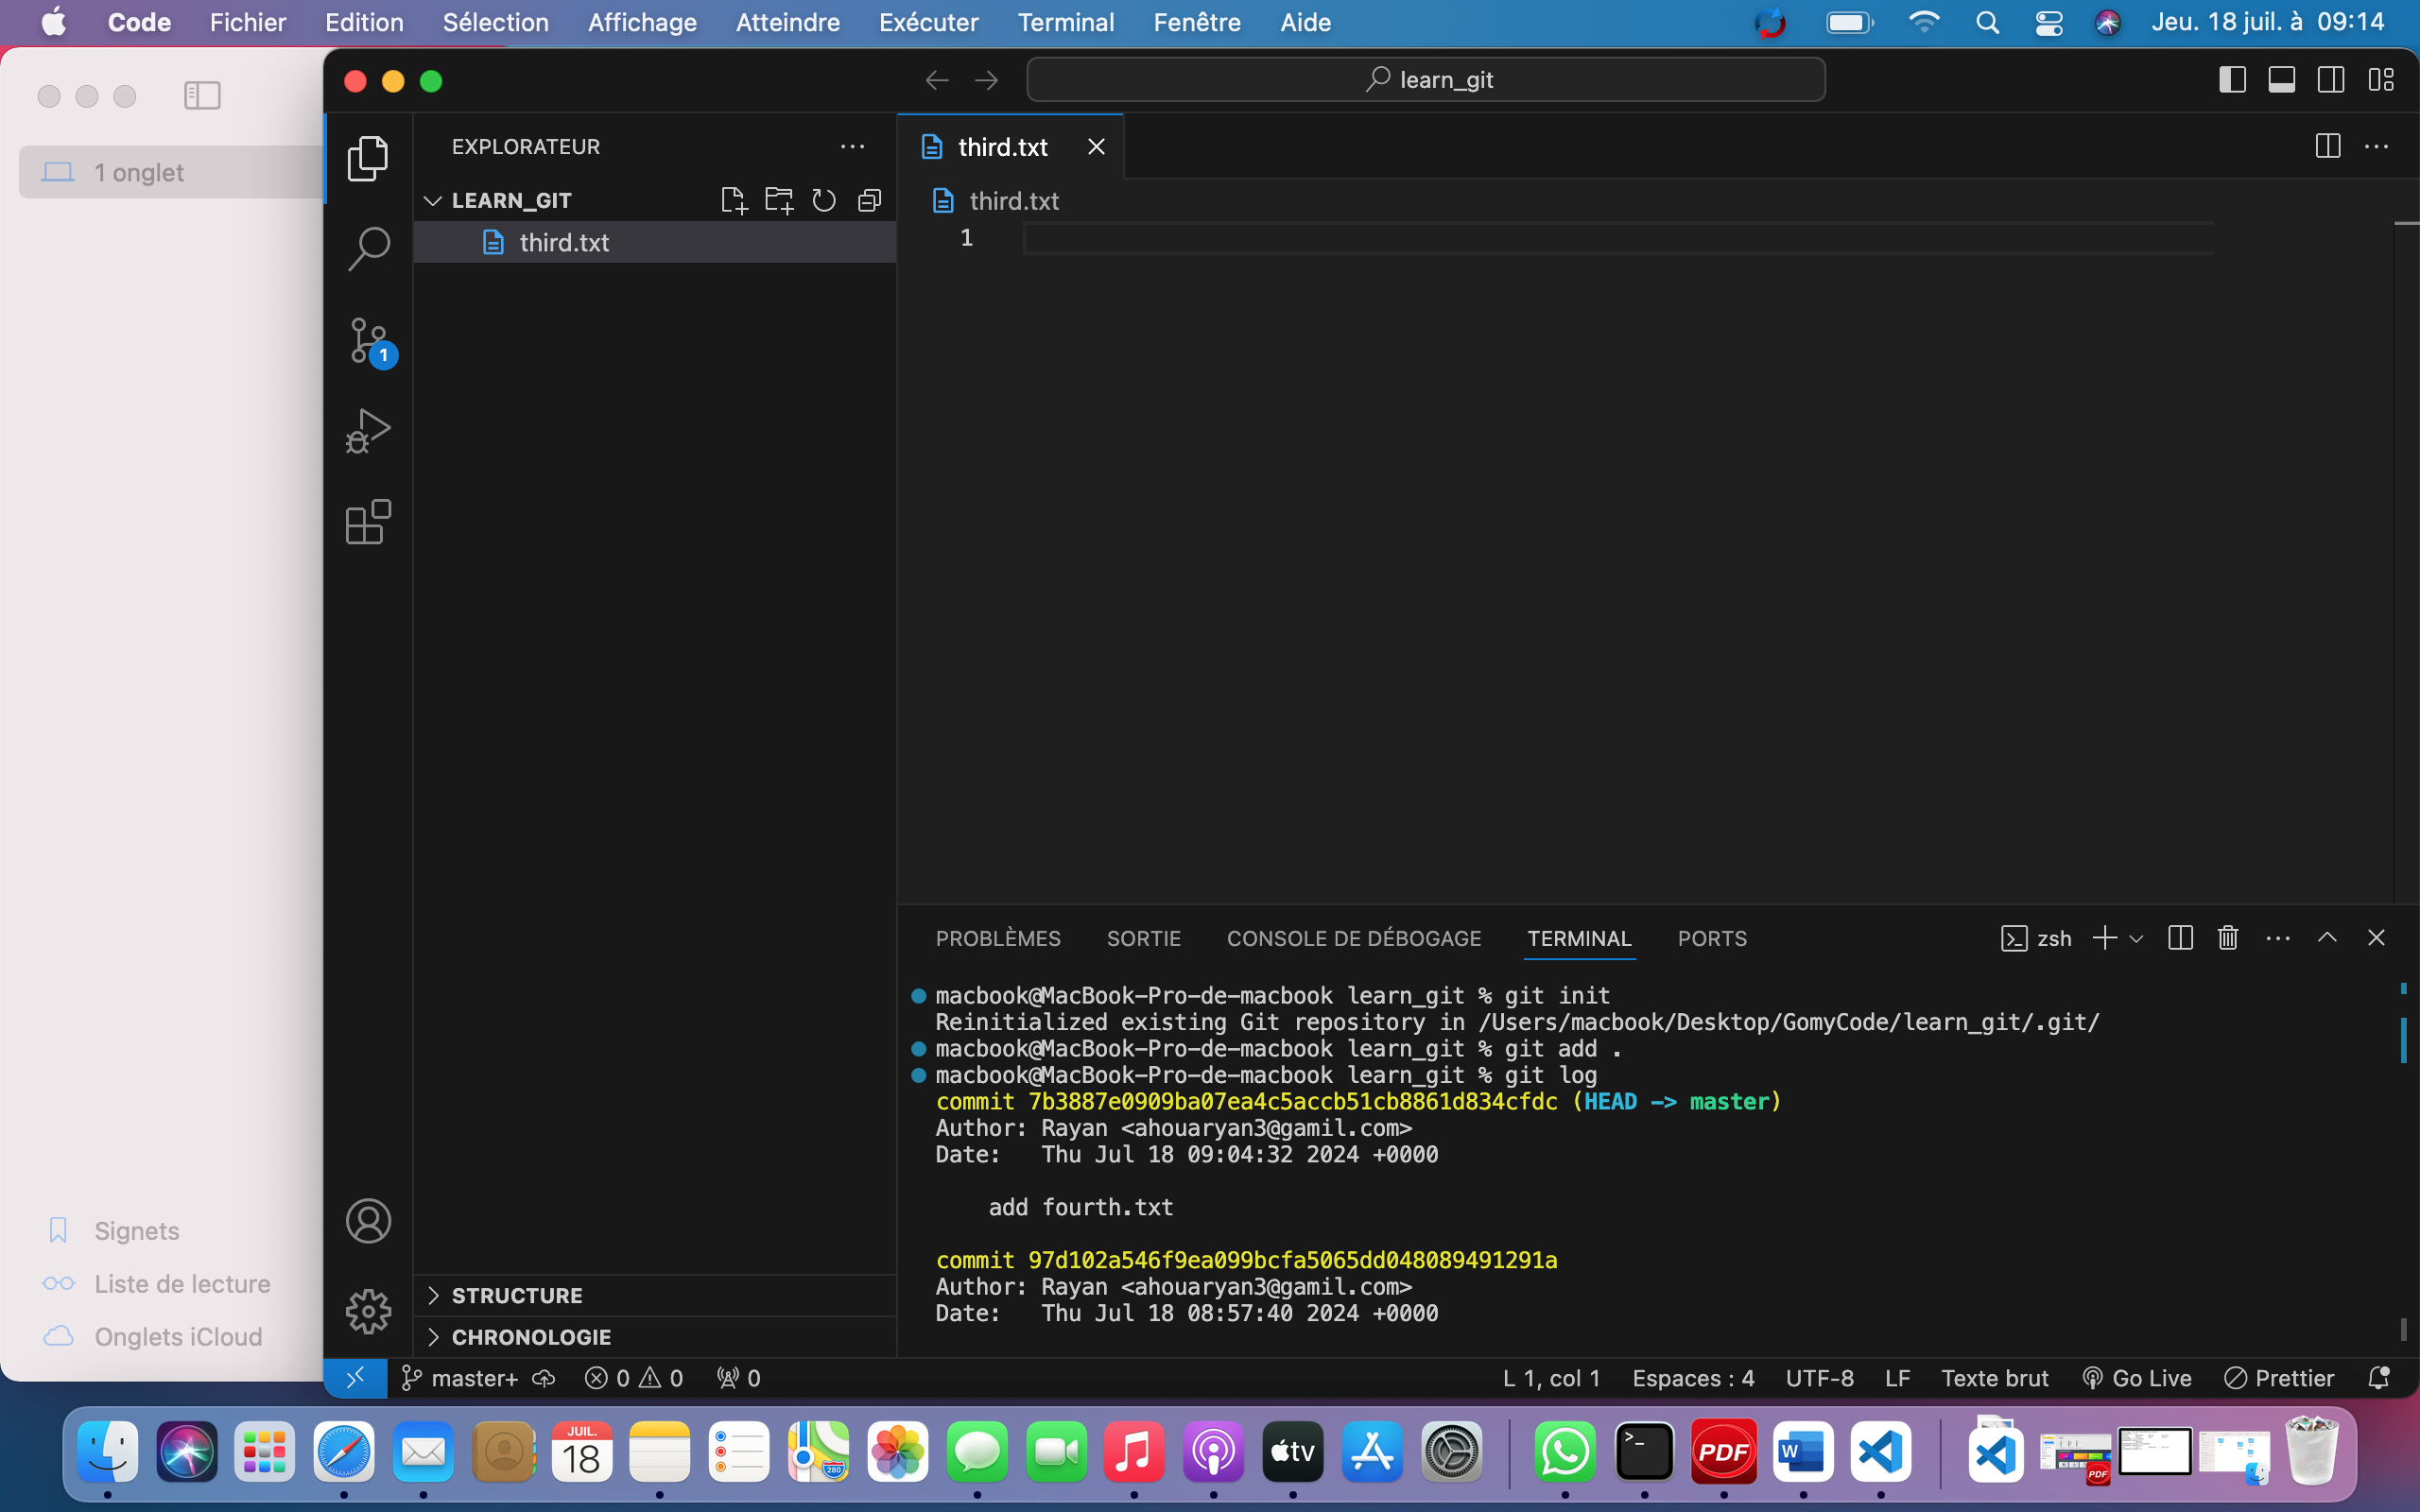 Code Fichier Edition Sélection Affichage Atteindre Exécuter Terminal Fenêtre Aide Jeu. 18 juil. à 09:14
learn_git
1 onglet
EXPLORATEUR
third.txt
LEARN_GIT
third.txt
1
third.txt
1
PROBLÈMES SORTIE CONSOLE DE DÉBOGAGE TERMINAL PORTS zsh
macbook@MacBook-Pro-de-macbook learn_git % git init
Reinitialized existing Git repository in /Users/macbook/Desktop/GomyCode/learn_git/.git/
macbook@MacBook-Pro-de-macbook learn_git % git add .
macbook@MacBook-Pro-de-macbook learn_git % git log
commit 7b3887e0909ba07ea4c5accb51cb8861d834cfdc (HEAD -> master)
Author: Rayan <ahouaryan3@gamil.com>
Date:   Thu Jul 18 09:04:32 2024 +0000
add fourth.txt
commit 97d102a546f9ea099bcfa5065dd048089491291a
Author: Rayan <ahouaryan3@gamil.com>
Date:   Thu Jul 18 08:57:40 2024 +0000
Signets
Liste de lecture
Onglets iCloud
STRUCTURE
CHRONOLOGIE
master+ 0 0 0 L 1, col 1 Espaces : 4 UTF-8 LF Texte brut Go Live Prettier
JUIL.
18
280
tv
>_
PDF
W
PDF